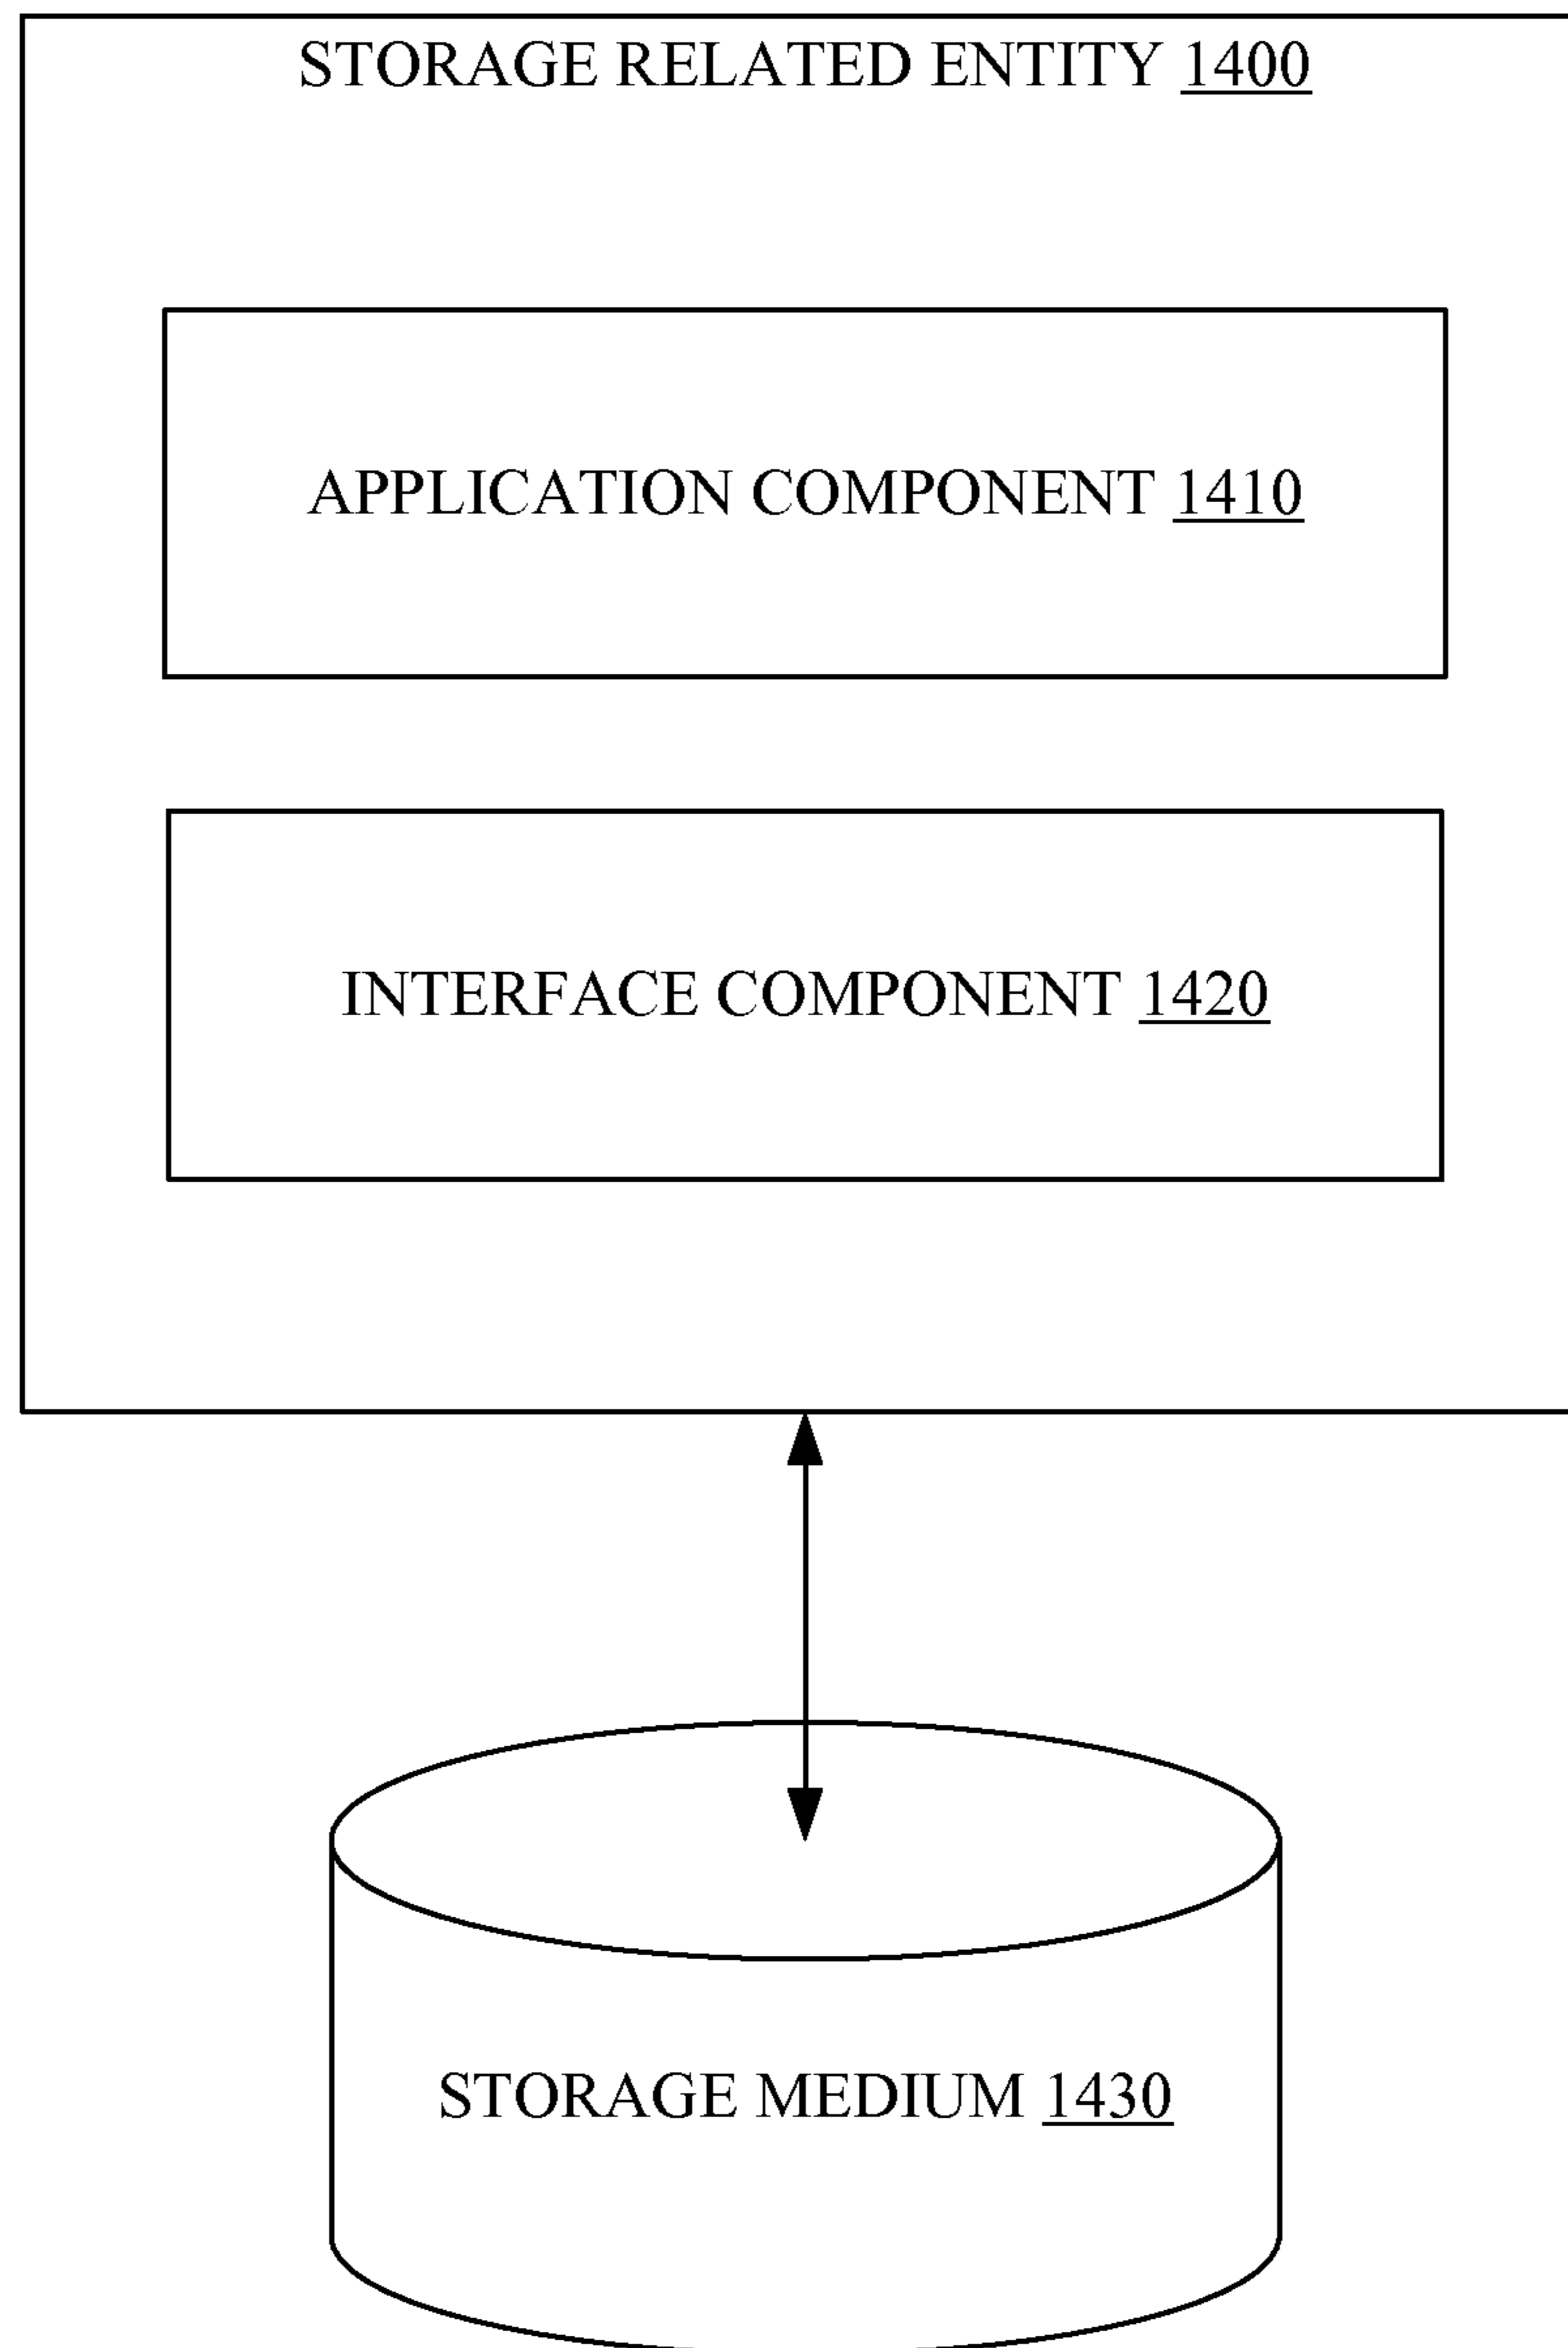 STORAGE RELATED ENTITY 1400
APPLICATION COMPONENT 1410
INTERFACE COMPONENT 1420
STORAGE MEDIUM 1430